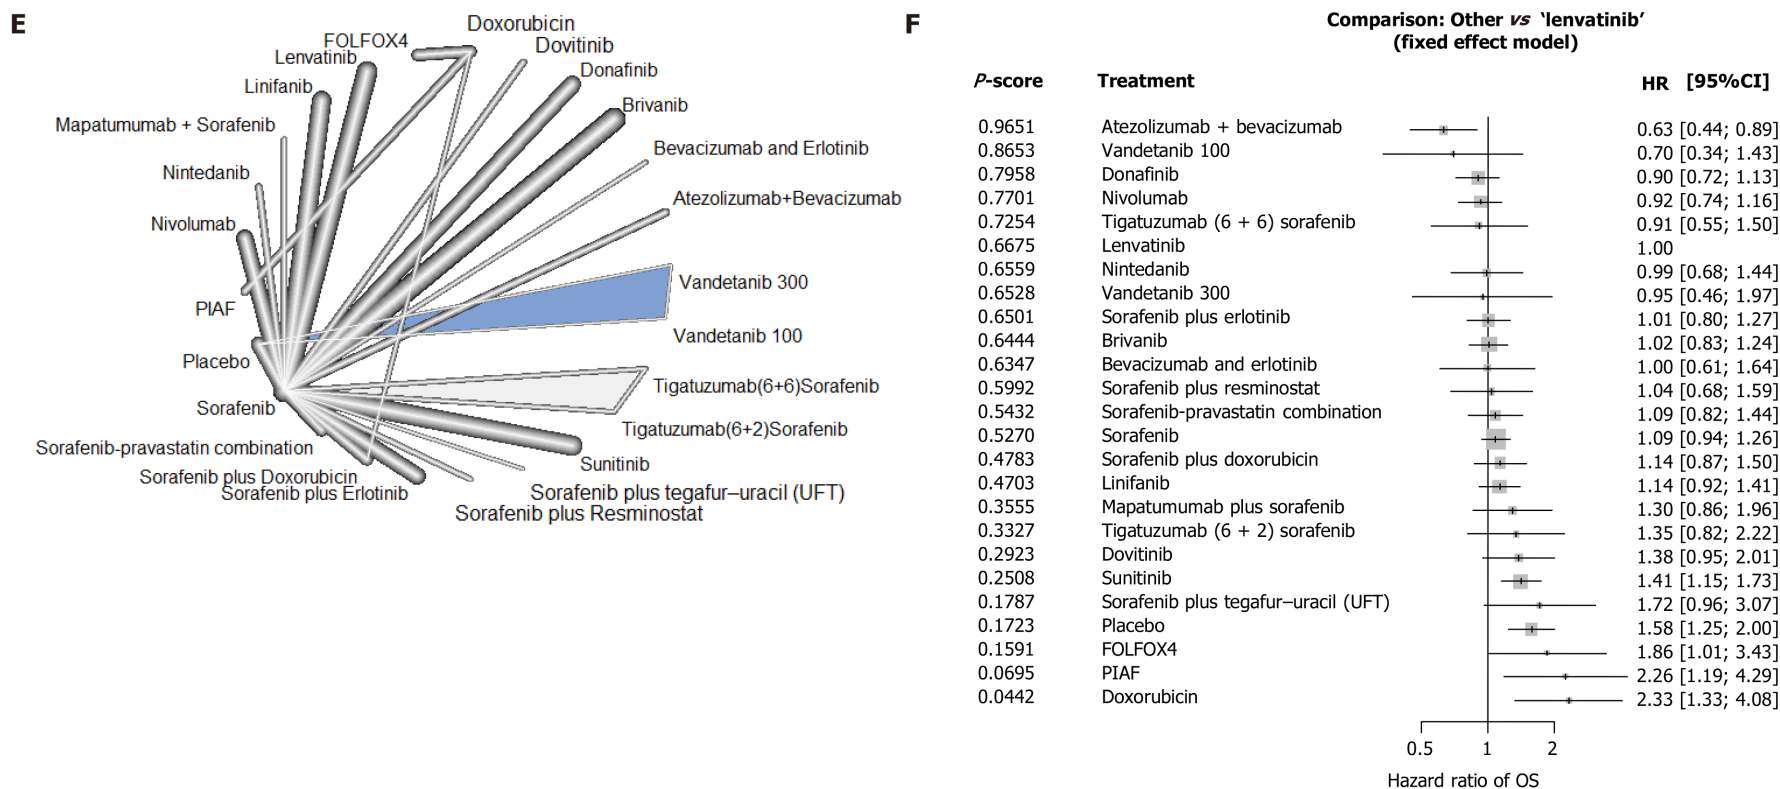 E
Doxorubicin
FOLFOX4
Dovitinib
Lenvatinib
Donafinib
Linifanib
Brivanib
Mapatumumab + Sorafenib
Bevacizumab and Erlotinib
Nintedanib
Atezolizumab+Bevacizumab
Nivolumab
Vandetanib 300
PIAF
Vandetanib 100
Placebo
Tigatuzumab(6+6)Sorafenib
Sorafenib
Tigatuzumab(6+2)Sorafenib
Sorafenib-pravastatin combination
Sunitinib
Sorafenib plus Doxorubicin
Sorafenib plus Erlotinib
Sorafenib plus tegafur–uracil (UFT)
Sorafenib plus Resminostat
F
Comparison: Other vs ‘lenvatinib’
(fixed effect model)
P-score Treatment HR [95%CI]
0.9651 Atezolizumab + bevacizumab 0.63 [0.44; 0.89]
0.8653 Vandetanib 100 0.70 [0.34; 1.43]
0.7958 Donafinib 0.90 [0.72; 1.13]
0.7701 Nivolumab 0.92 [0.74; 1.16]
0.7254 Tigatuzumab (6 + 6) sorafenib 0.91 [0.55; 1.50]
0.6675 Lenvatinib 1.00
0.6559 Nintedanib 0.99 [0.68; 1.44]
0.6528 Vandetanib 300 0.95 [0.46; 1.97]
0.6501 Sorafenib plus erlotinib 1.01 [0.80; 1.27]
0.6444 Brivanib 1.02 [0.83; 1.24]
0.6347 Bevacizumab and erlotinib 1.00 [0.61; 1.64]
0.5992 Sorafenib plus resminostat 1.04 [0.68; 1.59]
0.5432 Sorafenib-pravastatin combination 1.09 [0.82; 1.44]
0.5270 Sorafenib 1.09 [0.94; 1.26]
0.4783 Sorafenib plus doxorubicin 1.14 [0.87; 1.50]
0.4703 Linifanib 1.14 [0.92; 1.41]
0.3555 Mapatumumab plus sorafenib 1.30 [0.86; 1.96]
0.3327 Tigatuzumab (6 + 2) sorafenib 1.35 [0.82; 2.22]
0.2923 Dovitinib 1.38 [0.95; 2.01]
0.2508 Sunitinib 1.41 [1.15; 1.73]
0.1787 Sorafenib plus tegafur–uracil (UFT) 1.72 [0.96; 3.07]
0.1723 Placebo 1.58 [1.25; 2.00]
0.1591 FOLFOX4 1.86 [1.01; 3.43]
0.0695 PIAF 2.26 [1.19; 4.29]
0.0442 Doxorubicin 2.33 [1.33; 4.08]
0.5 1 2
Hazard ratio of OS